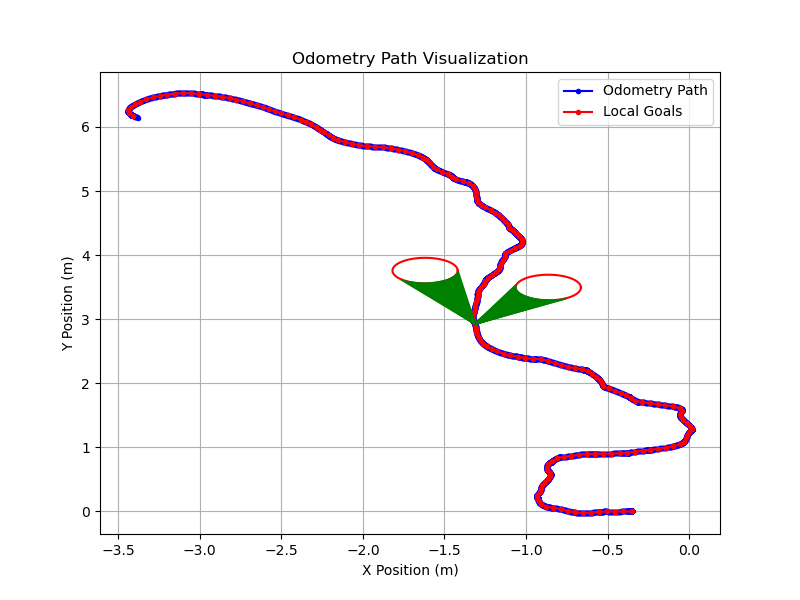 Odometry Path Visualization
Odometry Path
Local Goals
Y Position (m)
6
5
4
3
2
1
0
−3.5 −3.0 −2.5 −2.0 −1.5 −1.0 −0.5 0.0
X Position (m)